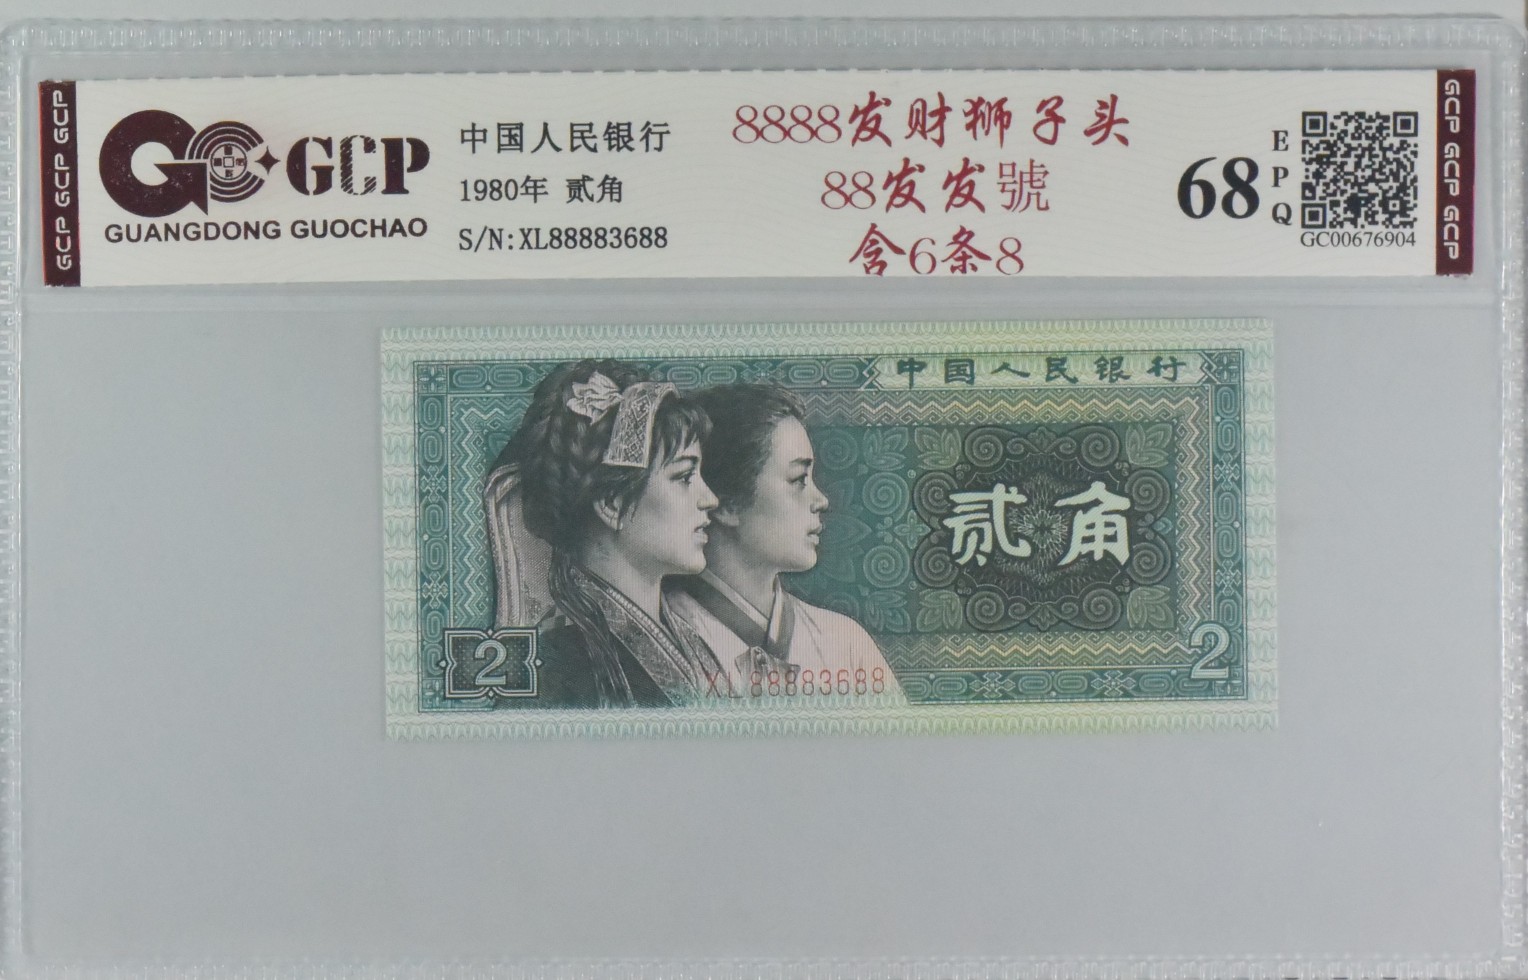 GCP GCP GCP
GCP
GUANGDONG GUOCHAO
中国人民银行
1980年 贰角
S/N:XL88883688
8888发财狮子头
88发发號
含6条8
68
EPQ
GC00676904
GCP GCP GCP
中国人民银行
贰角
2
XL 88883688
2